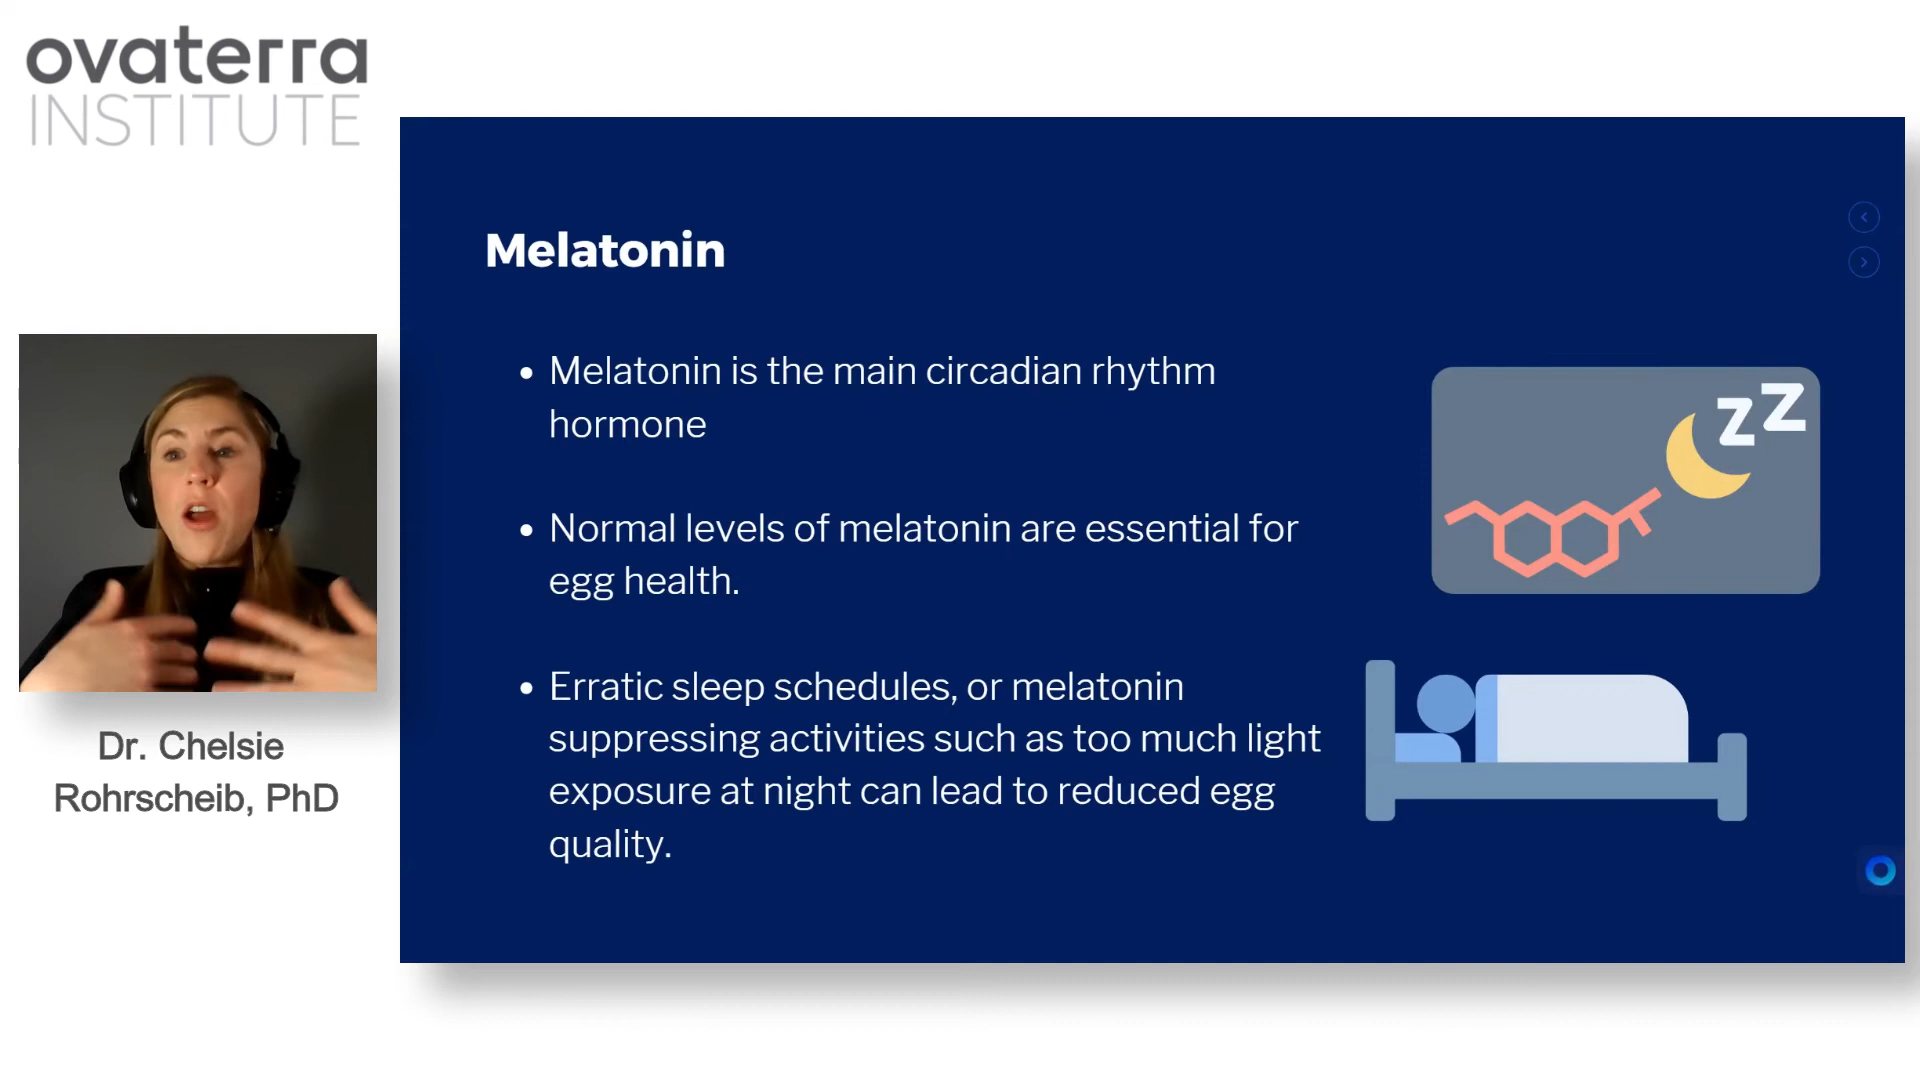 ovaterra
INSTITUTE
Melatonin
• Melatonin is the main circadian rhythm
hormone
• Normal levels of melatonin are essential for
egg health.
• Erratic sleep schedules, or melatonin
suppressing activities such as too much light
exposure at night can lead to reduced egg
quality.
zZ
Dr. Chelsie
Rohrscheib, PhD